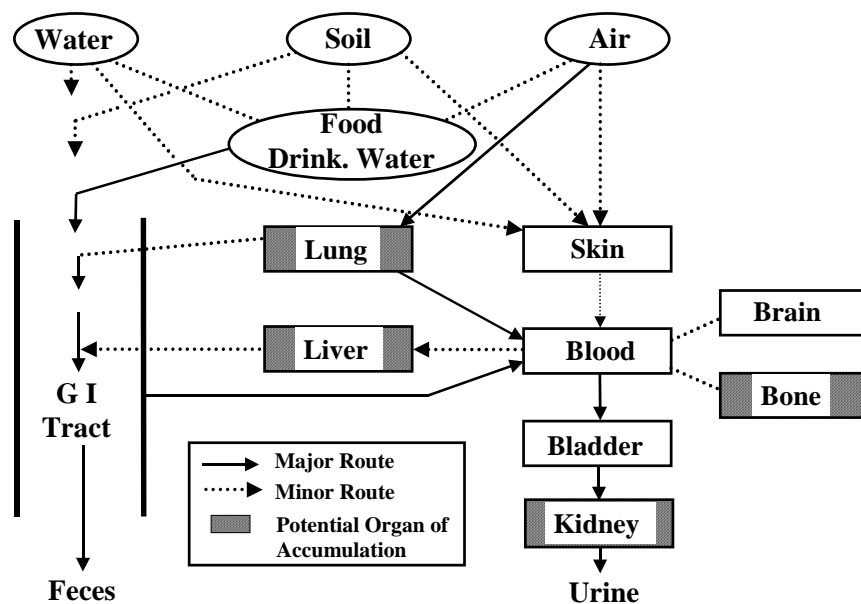 Water
Soil
Air
Food
Drink. Water
Lung
Skin
Brain
Liver
Blood
Bone
G I
Tract
Bladder
Major Route
Minor Route
Potential Organ of
Accumulation
Kidney
Feces
Urine